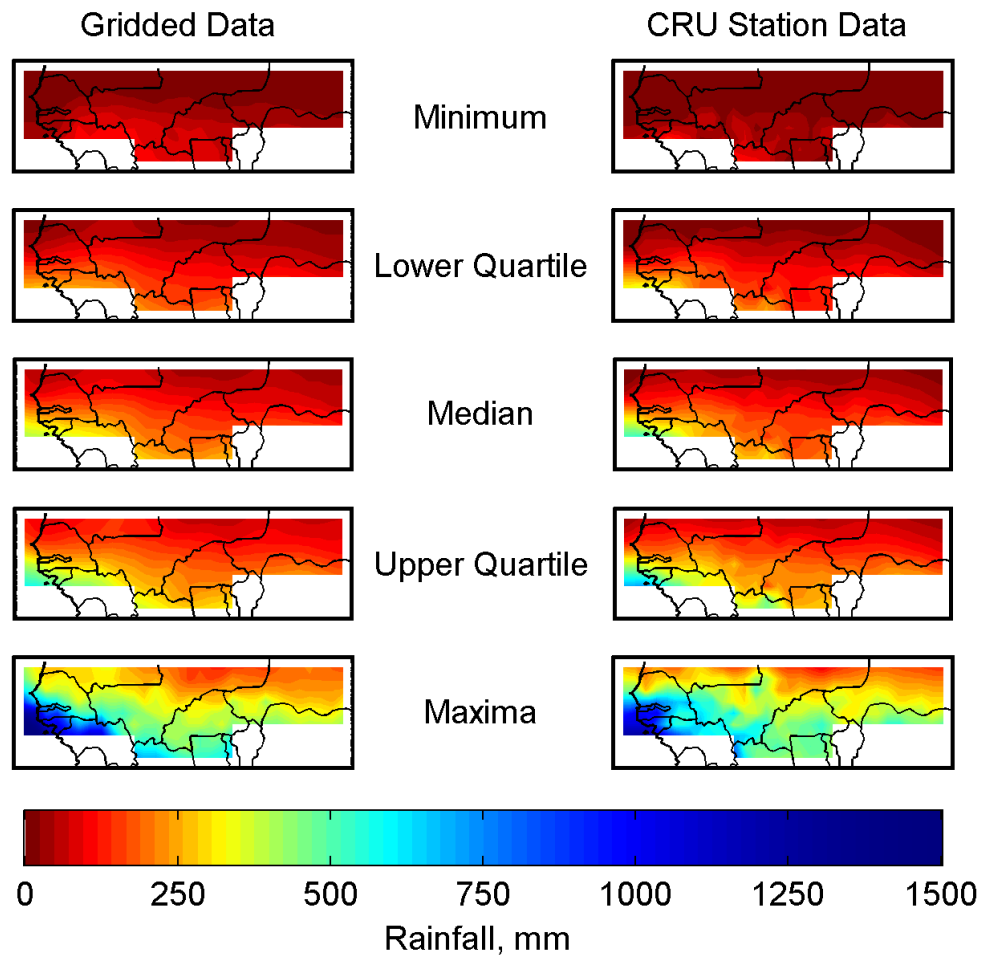 Gridded Data
CRU Station Data
Minimum
Lower Quartile
Median
Upper Quartile
Maxima
0 250 500 750 1000 1250 1500
Rainfall, mm